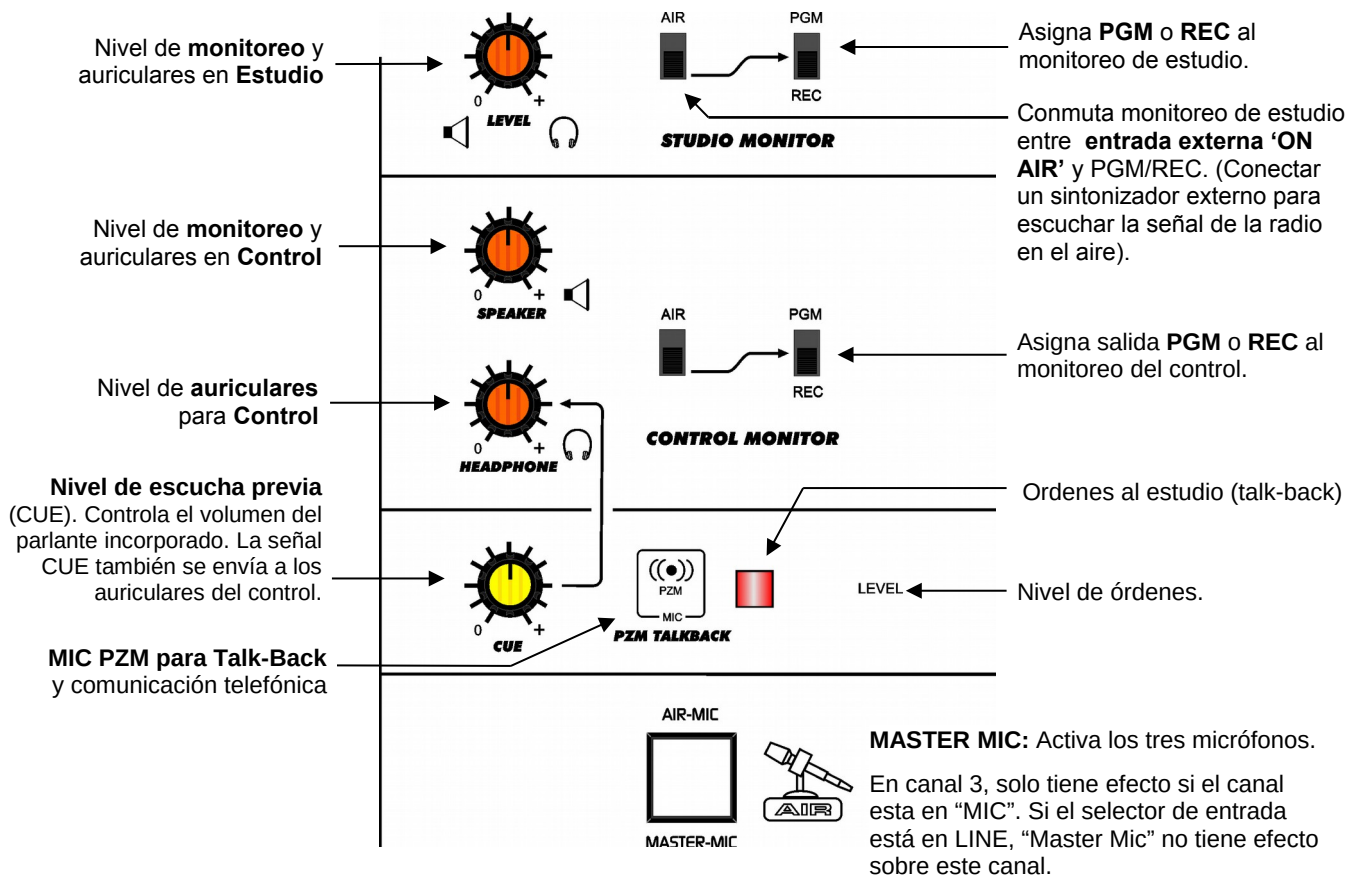 Nivel de monitoreo y
auriculares en Estudio
0
+
LEVEL
AIR
PGM
REC
STUDIO MONITOR
Asigna PGM o REC al
monitoreo de estudio.
Conmuta monitoreo de estudio
entre entrada externa ‘ON
AIR’ y PGM/REC. (Conectar
un sintonizador externo para
escuchar la señal de la radio
en el aire).
Nivel de monitoreo y
auriculares en Control
0
+
SPEAKER
AIR
PGM
REC
CONTROL MONITOR
Asigna salida PGM o REC al
monitoreo del control.
Nivel de auriculares
para Control
0
+
HEADPHONE
Nivel de escucha previa
(CUE). Controla el volumen del
parlante incorporado. La señal
CUE también se envía a los
auriculares del control.
0
+
CUE
PZM
MIC
PZM TALKBACK
Ordenes al estudio (talk-back)
LEVEL
Nivel de órdenes.
MIC PZM para Talk-Back
y comunicación telefónica
AIR-MIC
MASTER-MIC
AIR
MASTER MIC: Activa los tres micrófonos.
En canal 3, solo tiene efecto si el canal
esta en “MIC”. Si el selector de entrada
está en LINE, “Master Mic” no tiene efecto
sobre este canal.